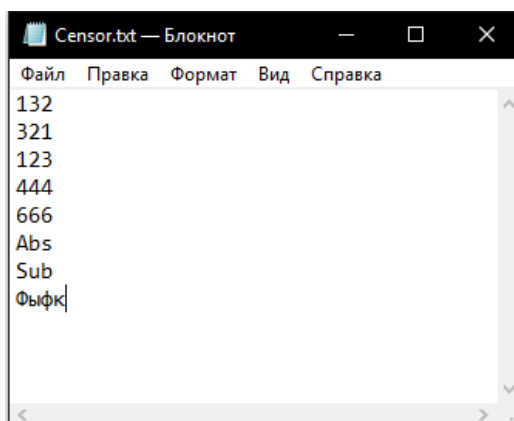 Censor.txt — Блокнот
Файл Правка Формат Вид Справка
132
321
123
444
666
Abs
Sub
Фыфк